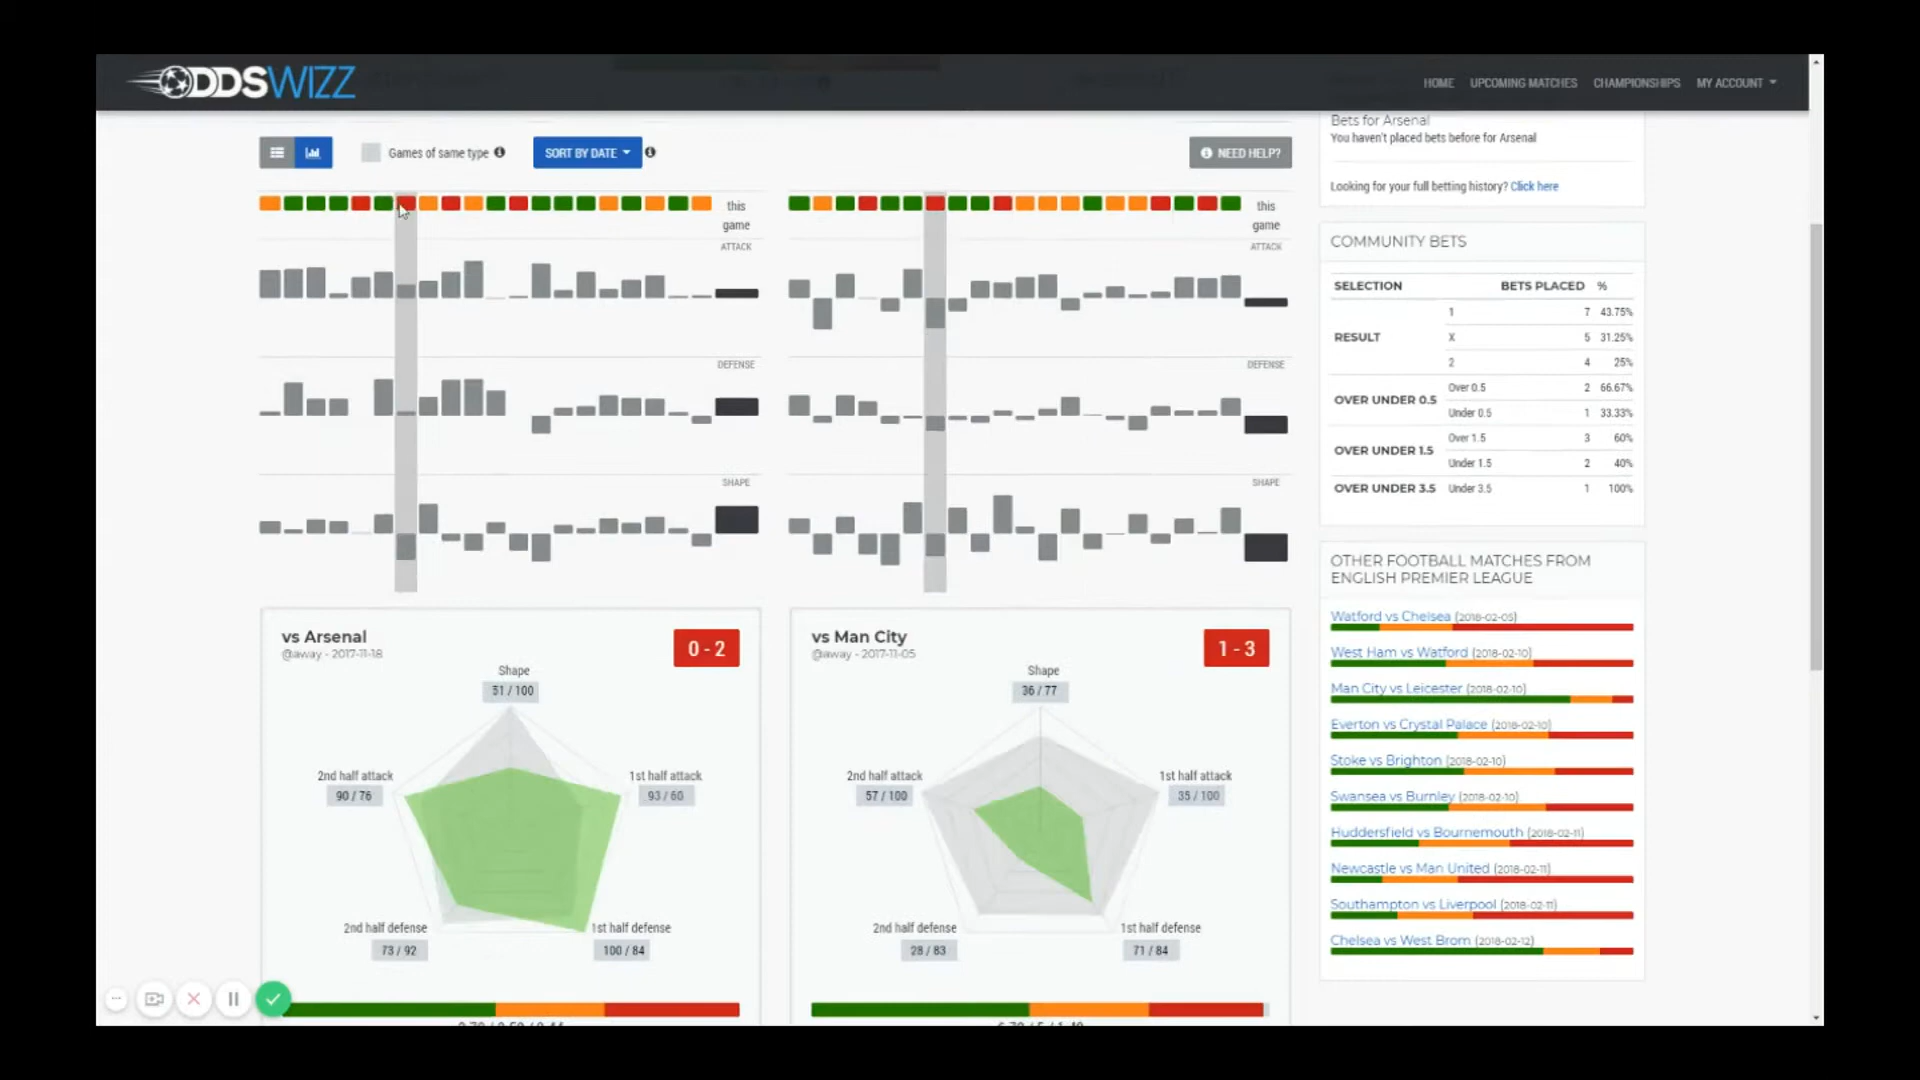 ODDSWIZZ
HOME UPCOMING MATCHES CHAMPIONSHIPS MY ACCOUNT
Games of same type
SORT BY DATE
NEED HELP?
Bets for Arsenal
You haven't placed bets before for Arsenal
Looking for your full betting history? Click here
this
game
ATTACK
DEFENSE
SHAPE
this
game
ATTACK
DEFENSE
SHAPE
COMMUNITY BETS
SELECTION BETS PLACED %
RESULT
1 7 43.75%
X 5 31.25%
2 4 25%
OVER UNDER 0.5
Over 0.5 2 66.67%
Under 0.5 1 33.33%
OVER UNDER 1.5
Over 1.5 3 60%
Under 1.5 2 40%
OVER UNDER 3.5 Under 3.5 1 100%
OTHER FOOTBALL MATCHES FROM
ENGLISH PREMIER LEAGUE
Watford vs Chelsea (2018-02-05)
West Ham vs Watford (2018-02-10)
Man City vs Leicester (2018-02-10)
Everton vs Crystal Palace (2018-02-10)
Stoke vs Brighton (2018-02-10)
Swansea vs Burnley (2018-02-10)
Huddersfield vs Bournemouth (2018-02-11)
Newcastle vs Man United (2018-02-11)
Southampton vs Liverpool (2018-02-11)
Chelsea vs West Brom (2018-02-12)
vs Arsenal
@away - 2017-11-18
0 - 2
Shape
51 / 100
2nd half attack
90 / 76
1st half attack
93 / 60
2nd half defense
73 / 92
1st half defense
100 / 84
vs Man City
@away - 2017-11-05
1 - 3
Shape
36 / 77
2nd half attack
57 / 100
1st half attack
35 / 100
2nd half defense
28 / 83
1st half defense
71 / 84